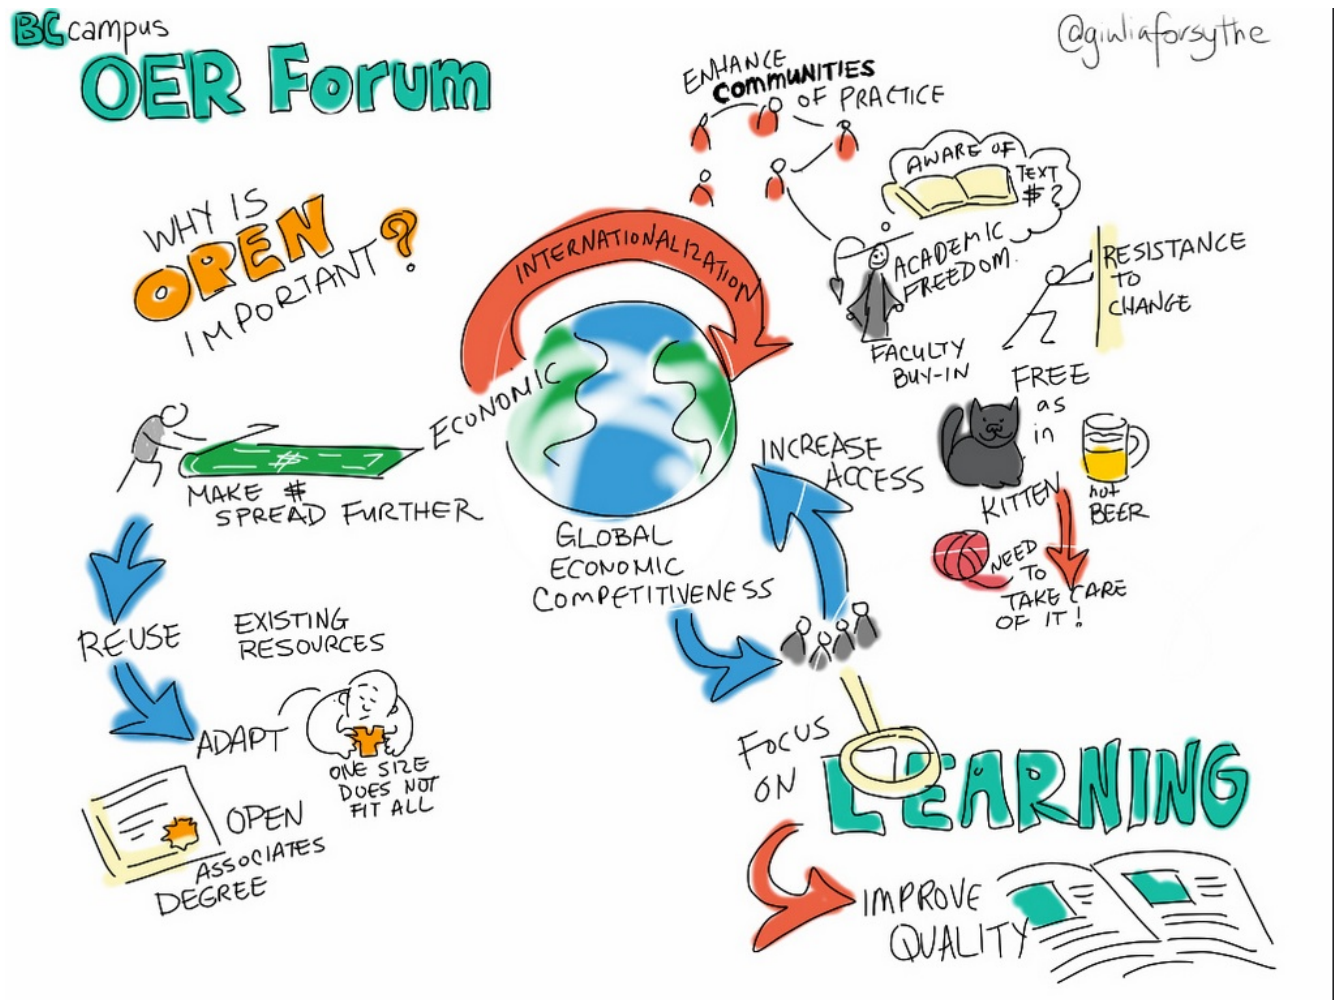 BCcampus
OER Forum
@giuliaforsythe
WHY IS
OPEN
IMPORTANT?
ENHANCE
COMMUNITIES
OF PRACTICE
AWARE OF
TEXT
$?
ACADEMIC
FREEDOM.
FACULTY
BUY-IN
RESISTANCE
TO
CHANGE
INTERNATIONALIZATION
ECONOMIC
$
MAKE $
SPREAD FURTHER
GLOBAL
ECONOMIC
COMPETITIVENESS
INCREASE
ACCESS
FREE
as
in
KITTEN
not
BEER
NEED
TO
TAKE CARE
OF IT!
REUSE
EXISTING
RESOURCES
ADAPT
ONE SIZE
DOES NOT
FIT ALL
OPEN
ASSOCIATES
DEGREE
FOCUS
ON
LEARNING
IMPROVE
QUALITY